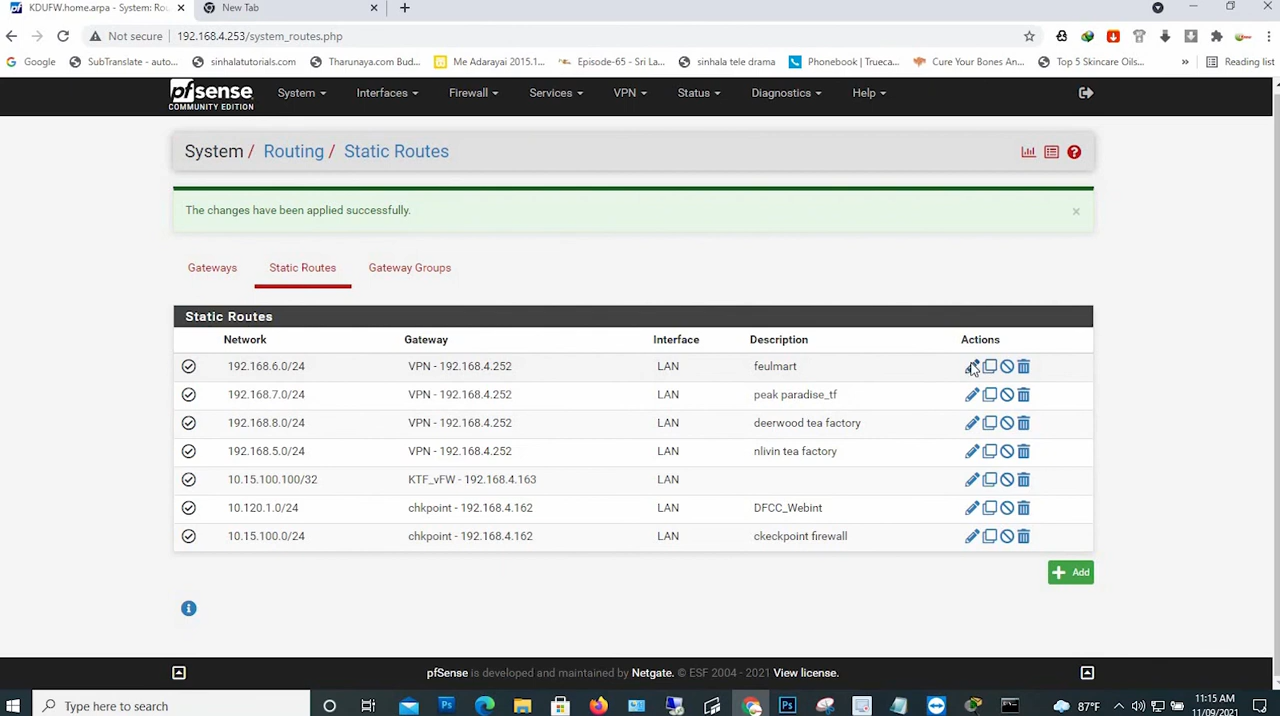 KDUFW.home.arpa - System: Rou
New Tab
Not secure 192.168.4.253/system_routes.php
Google SubTranslate - auto... sinhalatutorials.com Tharunaya.com Bud... Me Adarayai 2015.1... Episode-65 - Sri La... sinhala tele drama Phonebook | Trueca... Cure Your Bones An... Top 5 Skincare Oils... » Reading list
pfsense COMMUNITY EDITION
System Interfaces Firewall Services VPN Status Diagnostics Help
System / Routing / Static Routes
The changes have been applied successfully. ×
Gateways Static Routes Gateway Groups
Static Routes
Network Gateway Interface Description Actions
192.168.6.0/24 VPN - 192.168.4.252 LAN feulmart
192.168.7.0/24 VPN - 192.168.4.252 LAN peak paradise_tf
192.168.8.0/24 VPN - 192.168.4.252 LAN deerwood tea factory
192.168.5.0/24 VPN - 192.168.4.252 LAN nlivin tea factory
10.15.100.100/32 KTF_vFW - 192.168.4.163 LAN
10.120.1.0/24 chkpoint - 192.168.4.162 LAN DFCC_Webint
10.15.100.0/24 chkpoint - 192.168.4.162 LAN ckeckpoint firewall
+ Add
pfSense is developed and maintained by Netgate. © ESF 2004 - 2021 View license.
Type here to search
87°F
11:15 AM
11/09/2021